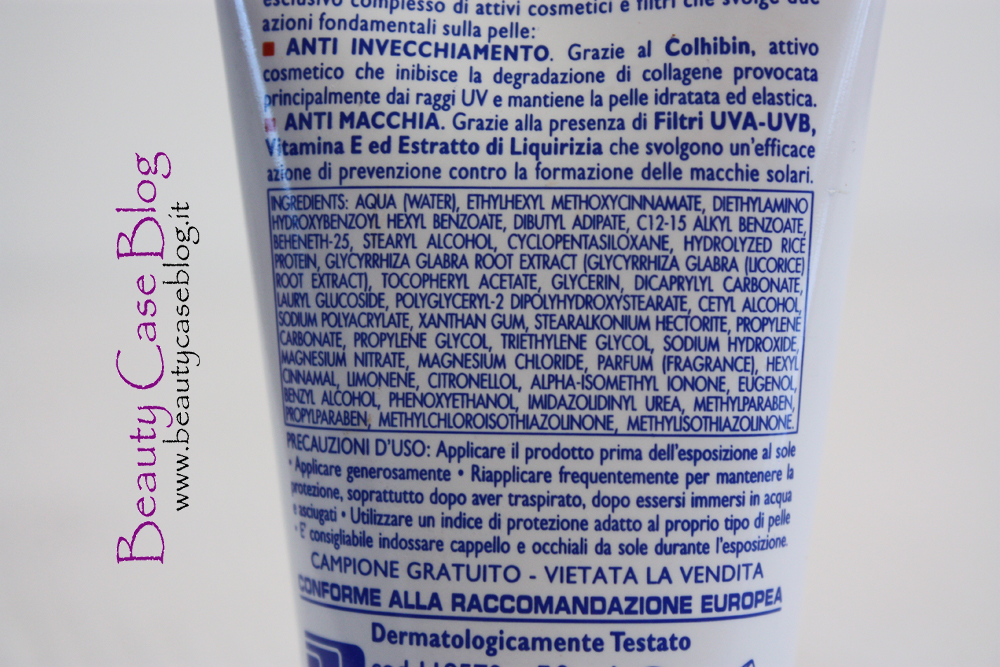 esclusivo complesso di attivi cosmetici e filtri che svolge due
azioni fondamentali sulla pelle:
ANTI INVECCHIAMENTO. Grazie al Colhibin, attivo
cosmetico che inibisce la degradazione di collagene provocata
principalmente dai raggi UV e mantiene la pelle idratata ed elastica.
ANTI MACCHIA. Grazie alla presenza di Filtri UVA-UVB,
Vitamina E ed Estratto di Liquirizia che svolgono un'efficace
azione di prevenzione contro la formazione delle macchie solari.
INGREDIENTS: AQUA (WATER), ETHYLHEXYL METHOXYCINNAMATE, DIETHYLAMINO
HYDROXYBENZOYL HEXYL BENZOATE, DIBUTYL ADIPATE, C12-15 ALKYL BENZOATE,
BEHENETH-25, STEARYL ALCOHOL, CYCLOPENTASILOXANE, HYDROLYZED RICE
PROTEIN, GLYCYRRHIZA GLABRA ROOT EXTRACT (GLYCYRRHIZA GLABRA (LICORICE)
ROOT EXTRACT), TOCOPHERYL ACETATE, GLYCERIN, DICAPRYLYL CARBONATE,
LAURYL GLUCOSIDE, POLYGLYCERYL-2 DIPOLYHYDROXYSTEARATE, CETYL ALCOHOL,
SODIUM POLYACRYLATE, XANTHAN GUM, STEARALKONIUM HECTORITE, PROPYLENE
CARBONATE, PROPYLENE GLYCOL, TRIETHYLENE GLYCOL, SODIUM HYDROXIDE,
MAGNESIUM NITRATE, MAGNESIUM CHLORIDE, PARFUM (FRAGRANCE), HEXYL
CINNAMAL, LIMONENE, CITRONELLOL, ALPHA-ISOMETHYL IONONE, EUGENOL,
BENZYL ALCOHOL, PHENOXYETHANOL, IMIDAZOLIDINYL UREA, METHYLPARABEN,
PROPYLPARABEN, METHYLCHLOROISOTHIAZOLINONE, METHYLISOTHIAZOLINONE.
PRECAUZIONI D'USO: Applicare il prodotto prima dell'esposizione al sole
• Applicare generosamente • Riapplicare frequentemente per mantenere la
protezione, soprattutto dopo aver traspirato, dopo essersi immersi in acqua
e asciugati • Utilizzare un indice di protezione adatto al proprio tipo di pelle
• E' consigliabile indossare cappello e occhiali da sole durante l'esposizione.
CAMPIONE GRATUITO - VIETATA LA VENDITA
CONFORME ALLA RACCOMANDAZIONE EUROPEA
Dermatologicamente Testato
Beauty Case Blog
www.beautycaseblog.it